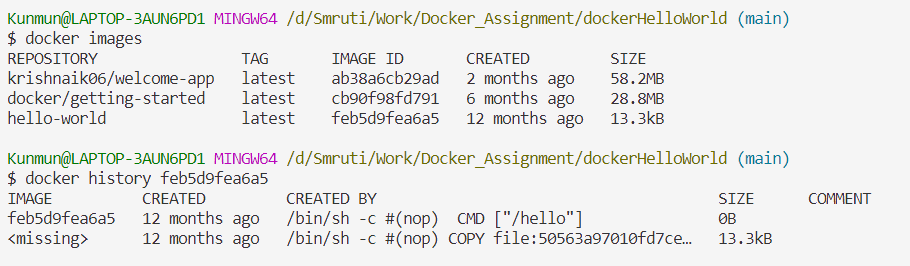 Kunmun@LAPTOP-3AUN6PD1 MINGW64 /d/Smruti/Work/Docker_Assignment/dockerHelloWorld (main)
$ docker images
REPOSITORY                TAG       IMAGE ID       CREATED         SIZE
krishnaik06/welcome-app   latest    ab38a6cb29ad   2 months ago    58.2MB
docker/getting-started    latest    cb90f98fd791   6 months ago    28.8MB
hello-world               latest    feb5d9fea6a5   12 months ago   13.3kB
Kunmun@LAPTOP-3AUN6PD1 MINGW64 /d/Smruti/Work/Docker_Assignment/dockerHelloWorld (main)
$ docker history feb5d9fea6a5
IMAGE          CREATED         CREATED BY                                      SIZE      COMMENT
feb5d9fea6a5   12 months ago   /bin/sh -c #(nop)  CMD ["/hello"]               0B
<missing>      12 months ago   /bin/sh -c #(nop) COPY file:50563a97010fd7ce…   13.3kB